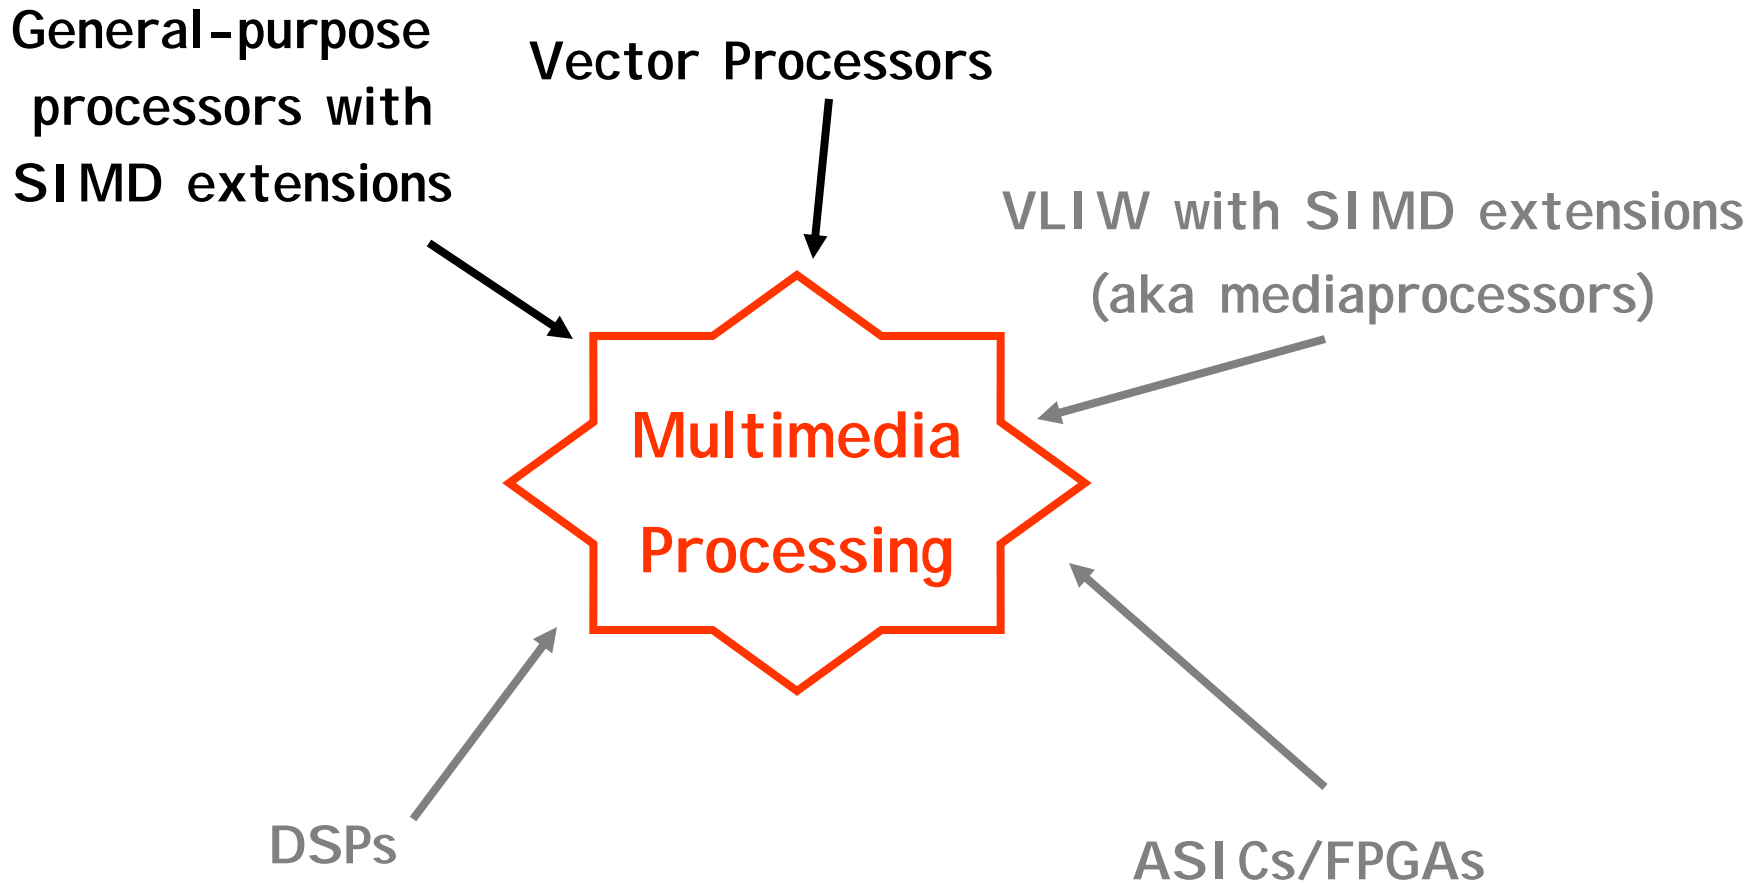 General-purpose
processors with
SIMD extensions
Vector Processors
VLIW with SIMD extensions
(aka mediaprocessors)
Multimedia
Processing
DSPs
ASICs/FPGAs